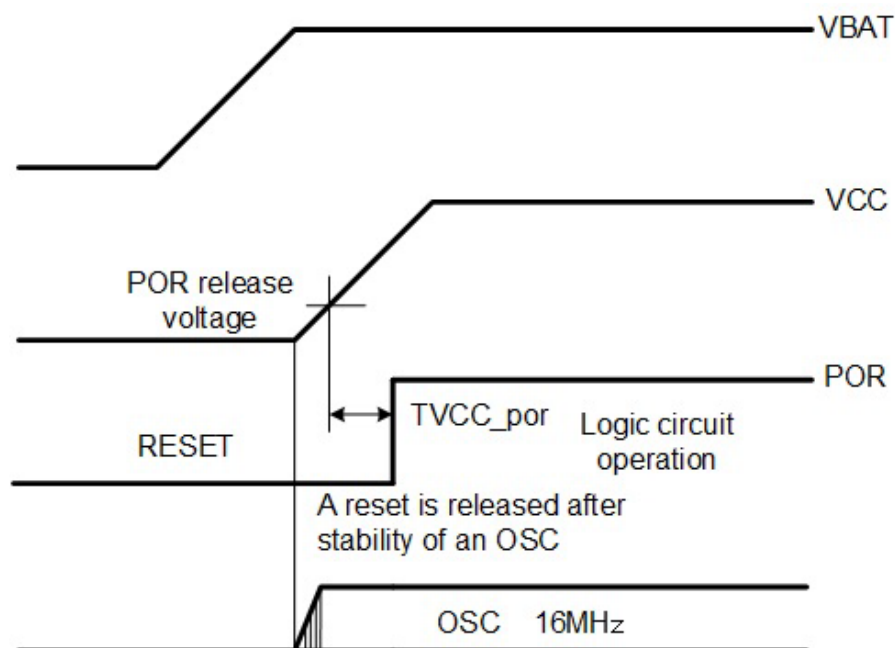 VBAT
VCC
POR release
voltage
POR
TVCC_por
Logic circuit
operation
RESET
A reset is released after
stability of an OSC
OSC 16MHz